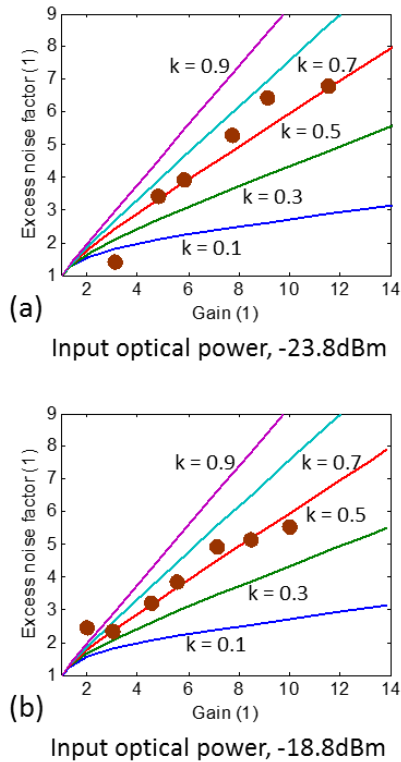 9
8
7
6
5
4
3
2
1
Excess noise factor (1)
k = 0.9
k = 0.7
k = 0.5
k = 0.3
k = 0.1
2 4 6 8 10 12 14
Gain (1)
(a)
Input optical power, -23.8dBm
9
8
7
6
5
4
3
2
1
Excess noise factor (1)
k = 0.9
k = 0.7
k = 0.5
k = 0.3
k = 0.1
2 4 6 8 10 12 14
Gain (1)
(b)
Input optical power, -18.8dBm